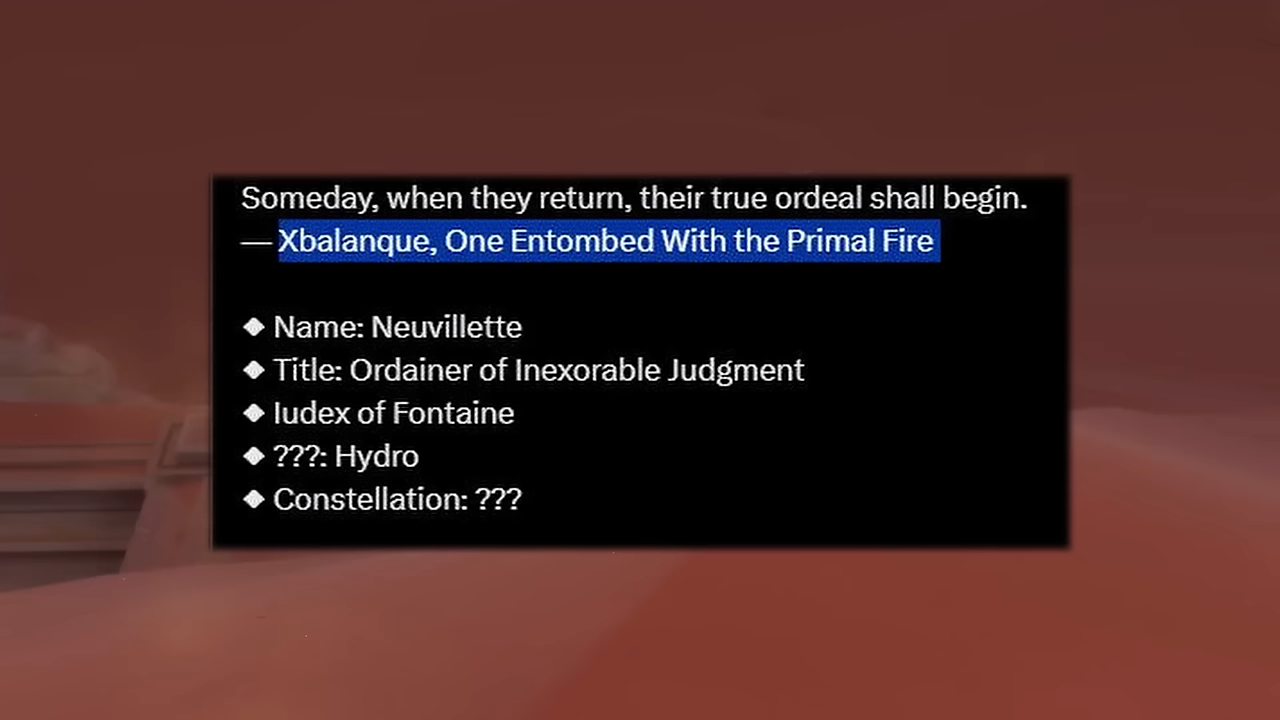 Someday, when they return, their true ordeal shall begin.
— Xbalanque, One Entombed With the Primal Fire
◆ Name: Neuvillette
◆ Title: Ordainer of Inexorable Judgment
◆ Iudex of Fontaine
◆ ???: Hydro
◆ Constellation: ???